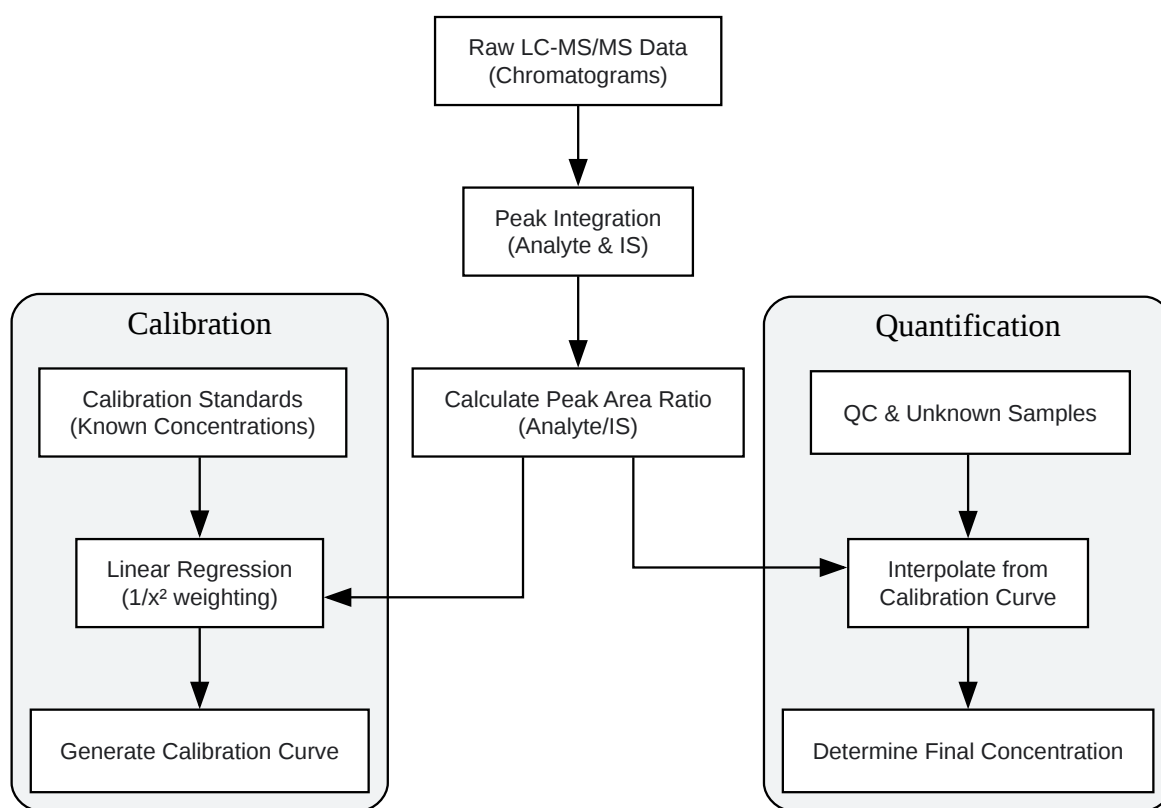 Raw LC-MS/MS Data
(Chromatograms)
Peak Integration
(Analyte & IS)
Calibration
Calibration Standards
(Known Concentrations)
Linear Regression
(1/x² weighting)
Generate Calibration Curve
Calculate Peak Area Ratio
(Analyte/IS)
Quantification
QC & Unknown Samples
Interpolate from
Calibration Curve
Determine Final Concentration